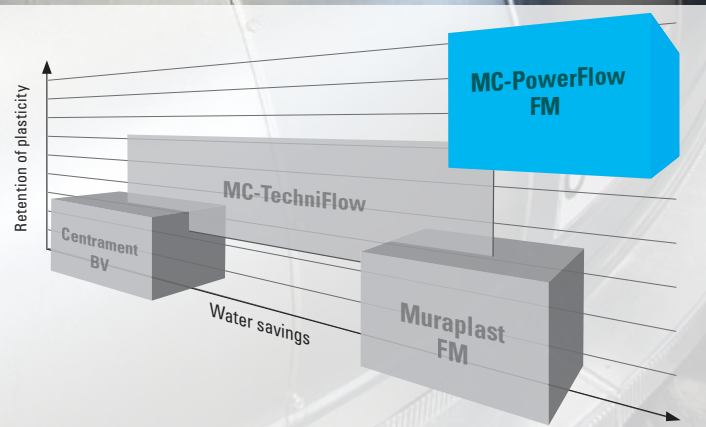 MC-PowerFlow
FM
Retention of plasticity
MC-TechniFlow
Centrament
BV
Water savings
Muraplast
FM